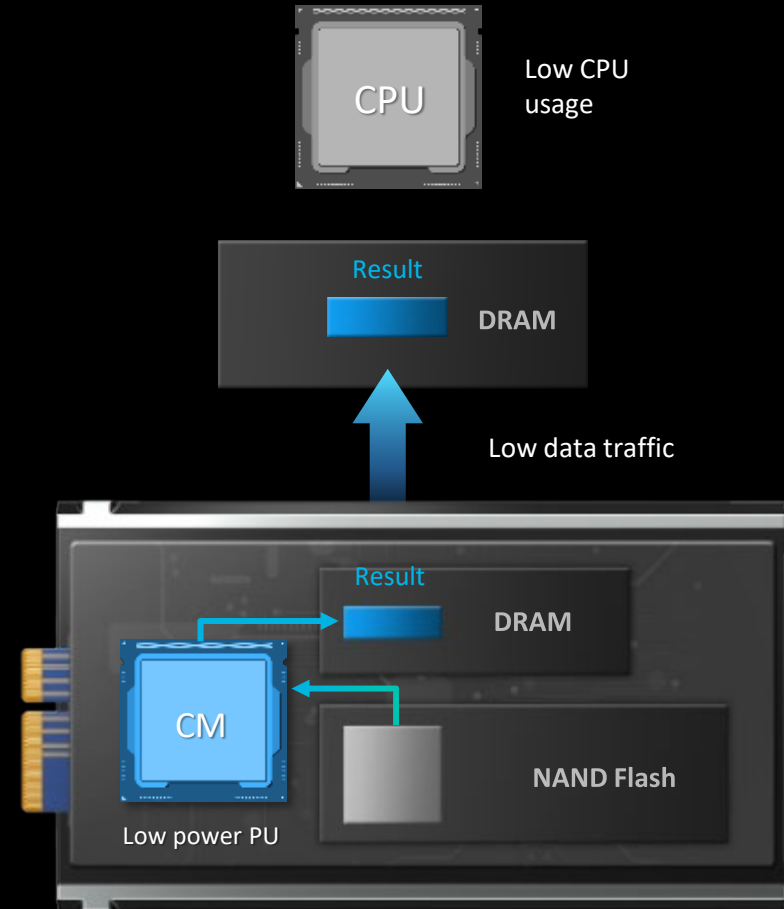 CPU
Low CPU
usage
Result
DRAM
Low data traffic
Result
DRAM
CM
NAND Flash
Low power PU